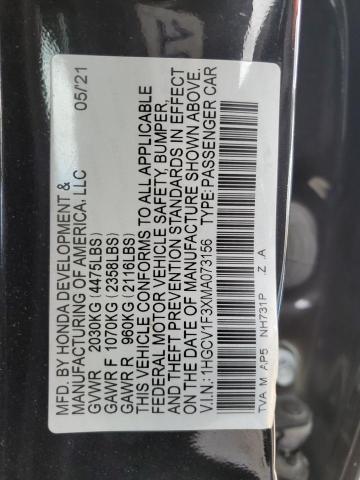 MFD. BY HONDA DEVELOPMENT & 05/21
MANUFACTURING OF AMERICA, LLC
GVWR 2030KG (4475LBS)
GAWR F 1070KG (2358LBS)
GAWR R 960KG (2116LBS)
THIS VEHICLE CONFORMS TO ALL APPLICABLE
FEDERAL MOTOR VEHICLE SAFETY, BUMPER,
AND THEFT PREVENTION STANDARDS IN EFFECT
ON THE DATE OF MANUFACTURE SHOWN ABOVE.
V.I.N.: 1HGCV1F3XMA073156 TYPE: PASSENGER CAR
TVA M AP5 NH731P Z A